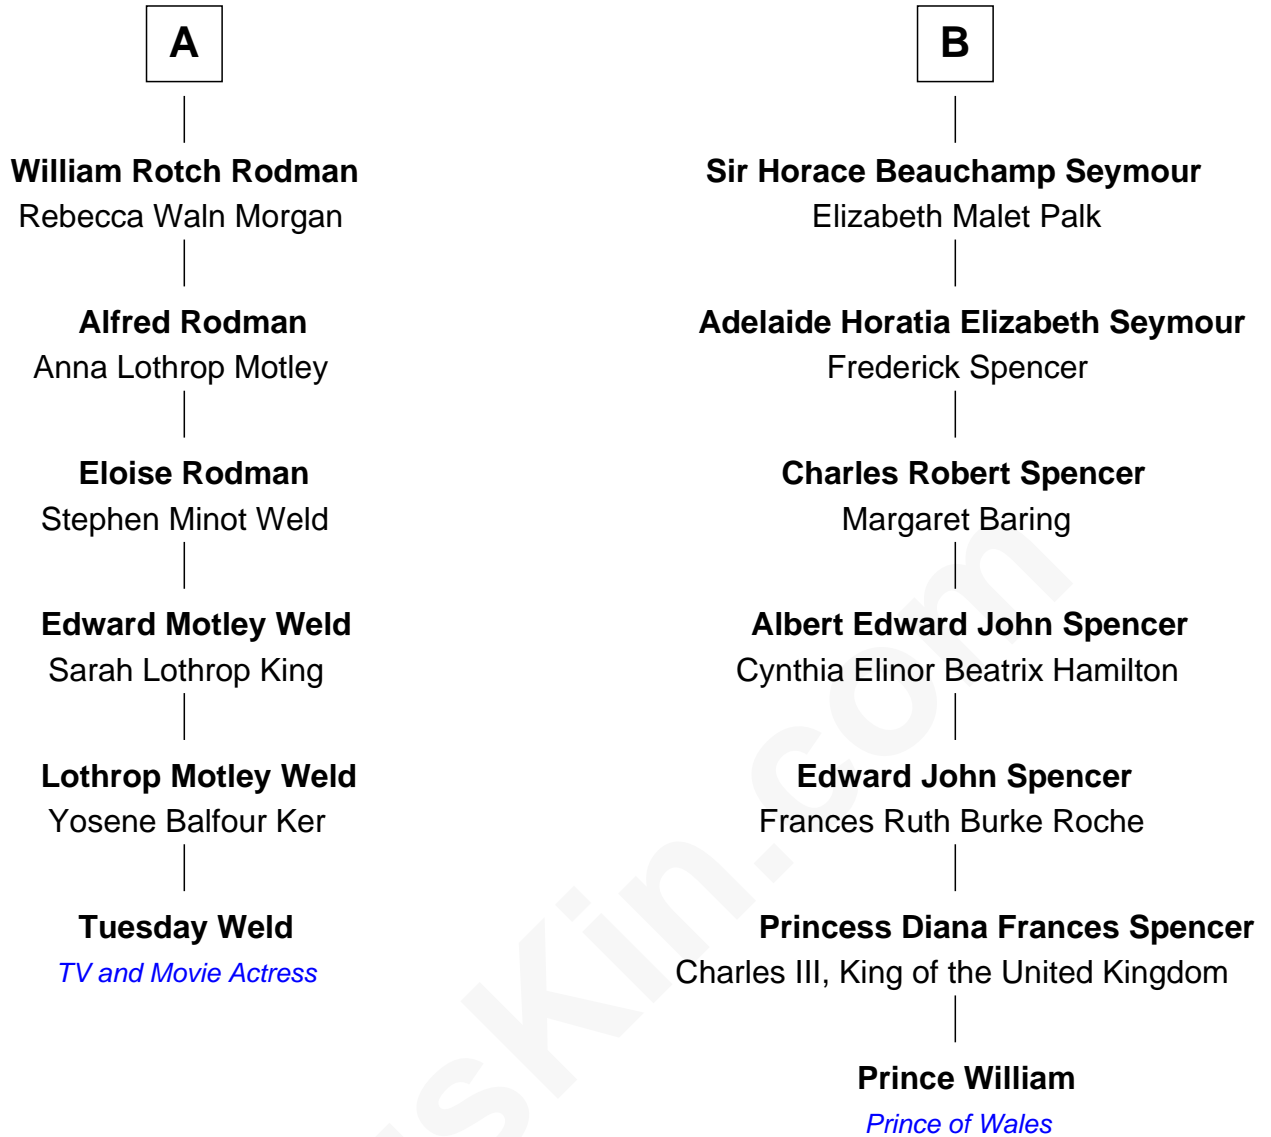 A
William Rotch Rodman
Rebecca Waln Morgan
Alfred Rodman
Anna Lothrop Motley
Eloise Rodman
Stephen Minot Weld
Edward Motley Weld
Sarah Lothrop King
Lothrop Motley Weld
Yosene Balfour Ker
Tuesday Weld
TV and Movie Actress
B
Sir Horace Beauchamp Seymour
Elizabeth Malet Palk
Adelaide Horatia Elizabeth Seymour
Frederick Spencer
Charles Robert Spencer
Margaret Baring
Albert Edward John Spencer
Cynthia Elinor Beatrix Hamilton
Edward John Spencer
Frances Ruth Burke Roche
Princess Diana Frances Spencer
Charles III, King of the United Kingdom
Prince William
Prince of Wales